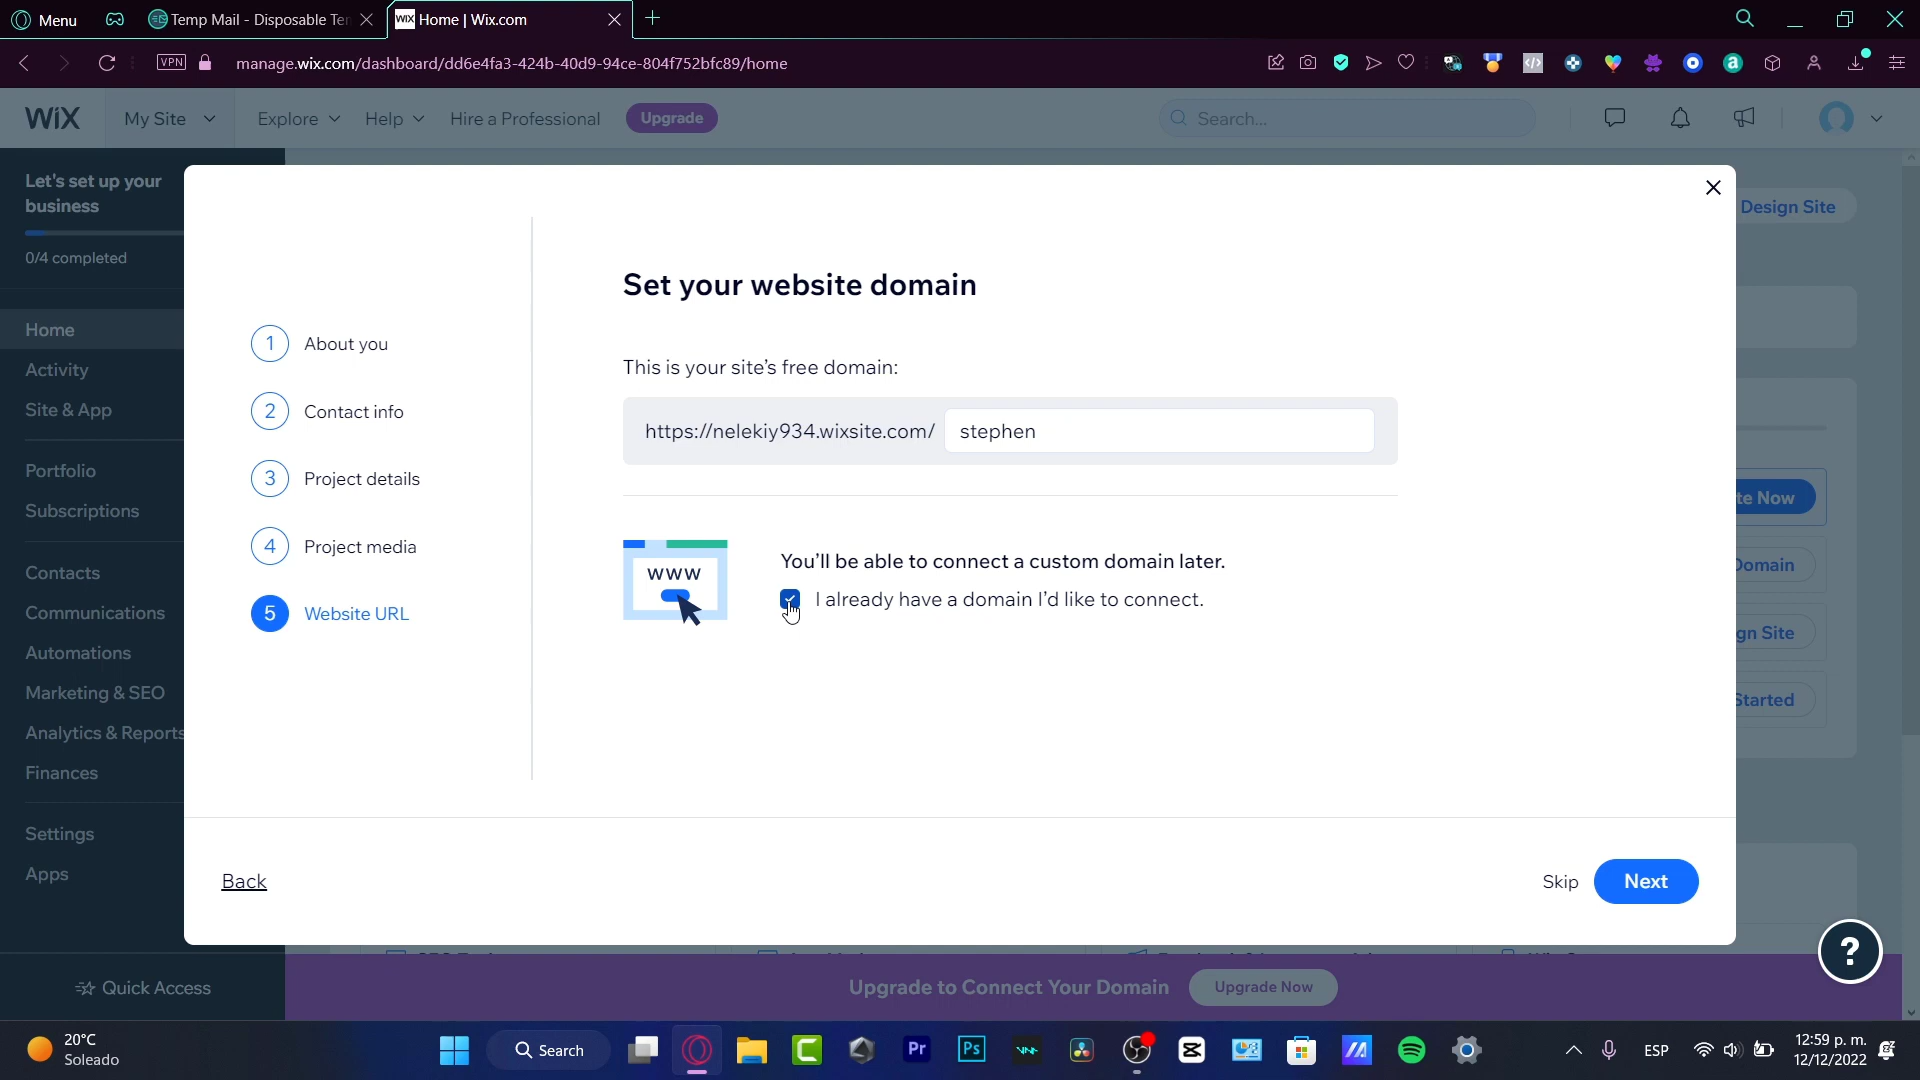 Menu
Temp Mail - Disposable Te
WIX
Home | Wix.com
VPN
manage.wix.com/dashboard/dd6e4fa3-424b-40d9-94ce-804f752bfc89/home
WiX
My Site
Explore
Help
Hire a Professional
Upgrade
Search...
Let's set up your
business
0/4 completed
Design Site
Home
Activity
Site & App
Portfolio
Subscriptions
Contacts
Communications
Automations
Marketing & SEO
Analytics & Reports
Finances
Settings
Apps
Quick Access
1 About you
2 Contact info
3 Project details
4 Project media
5 Website URL
Set your website domain
This is your site’s free domain:
https://nelekiy934.wixsite.com/
stephen
www
You’ll be able to connect a custom domain later.
I already have a domain I’d like to connect.
te Now
Domain
gn Site
Started
Back
Skip
Next
?
Upgrade to Connect Your Domain
Upgrade Now
20°C
Soleado
Search
Pr
Ps
ESP
12:59 p. m.
12/12/2022